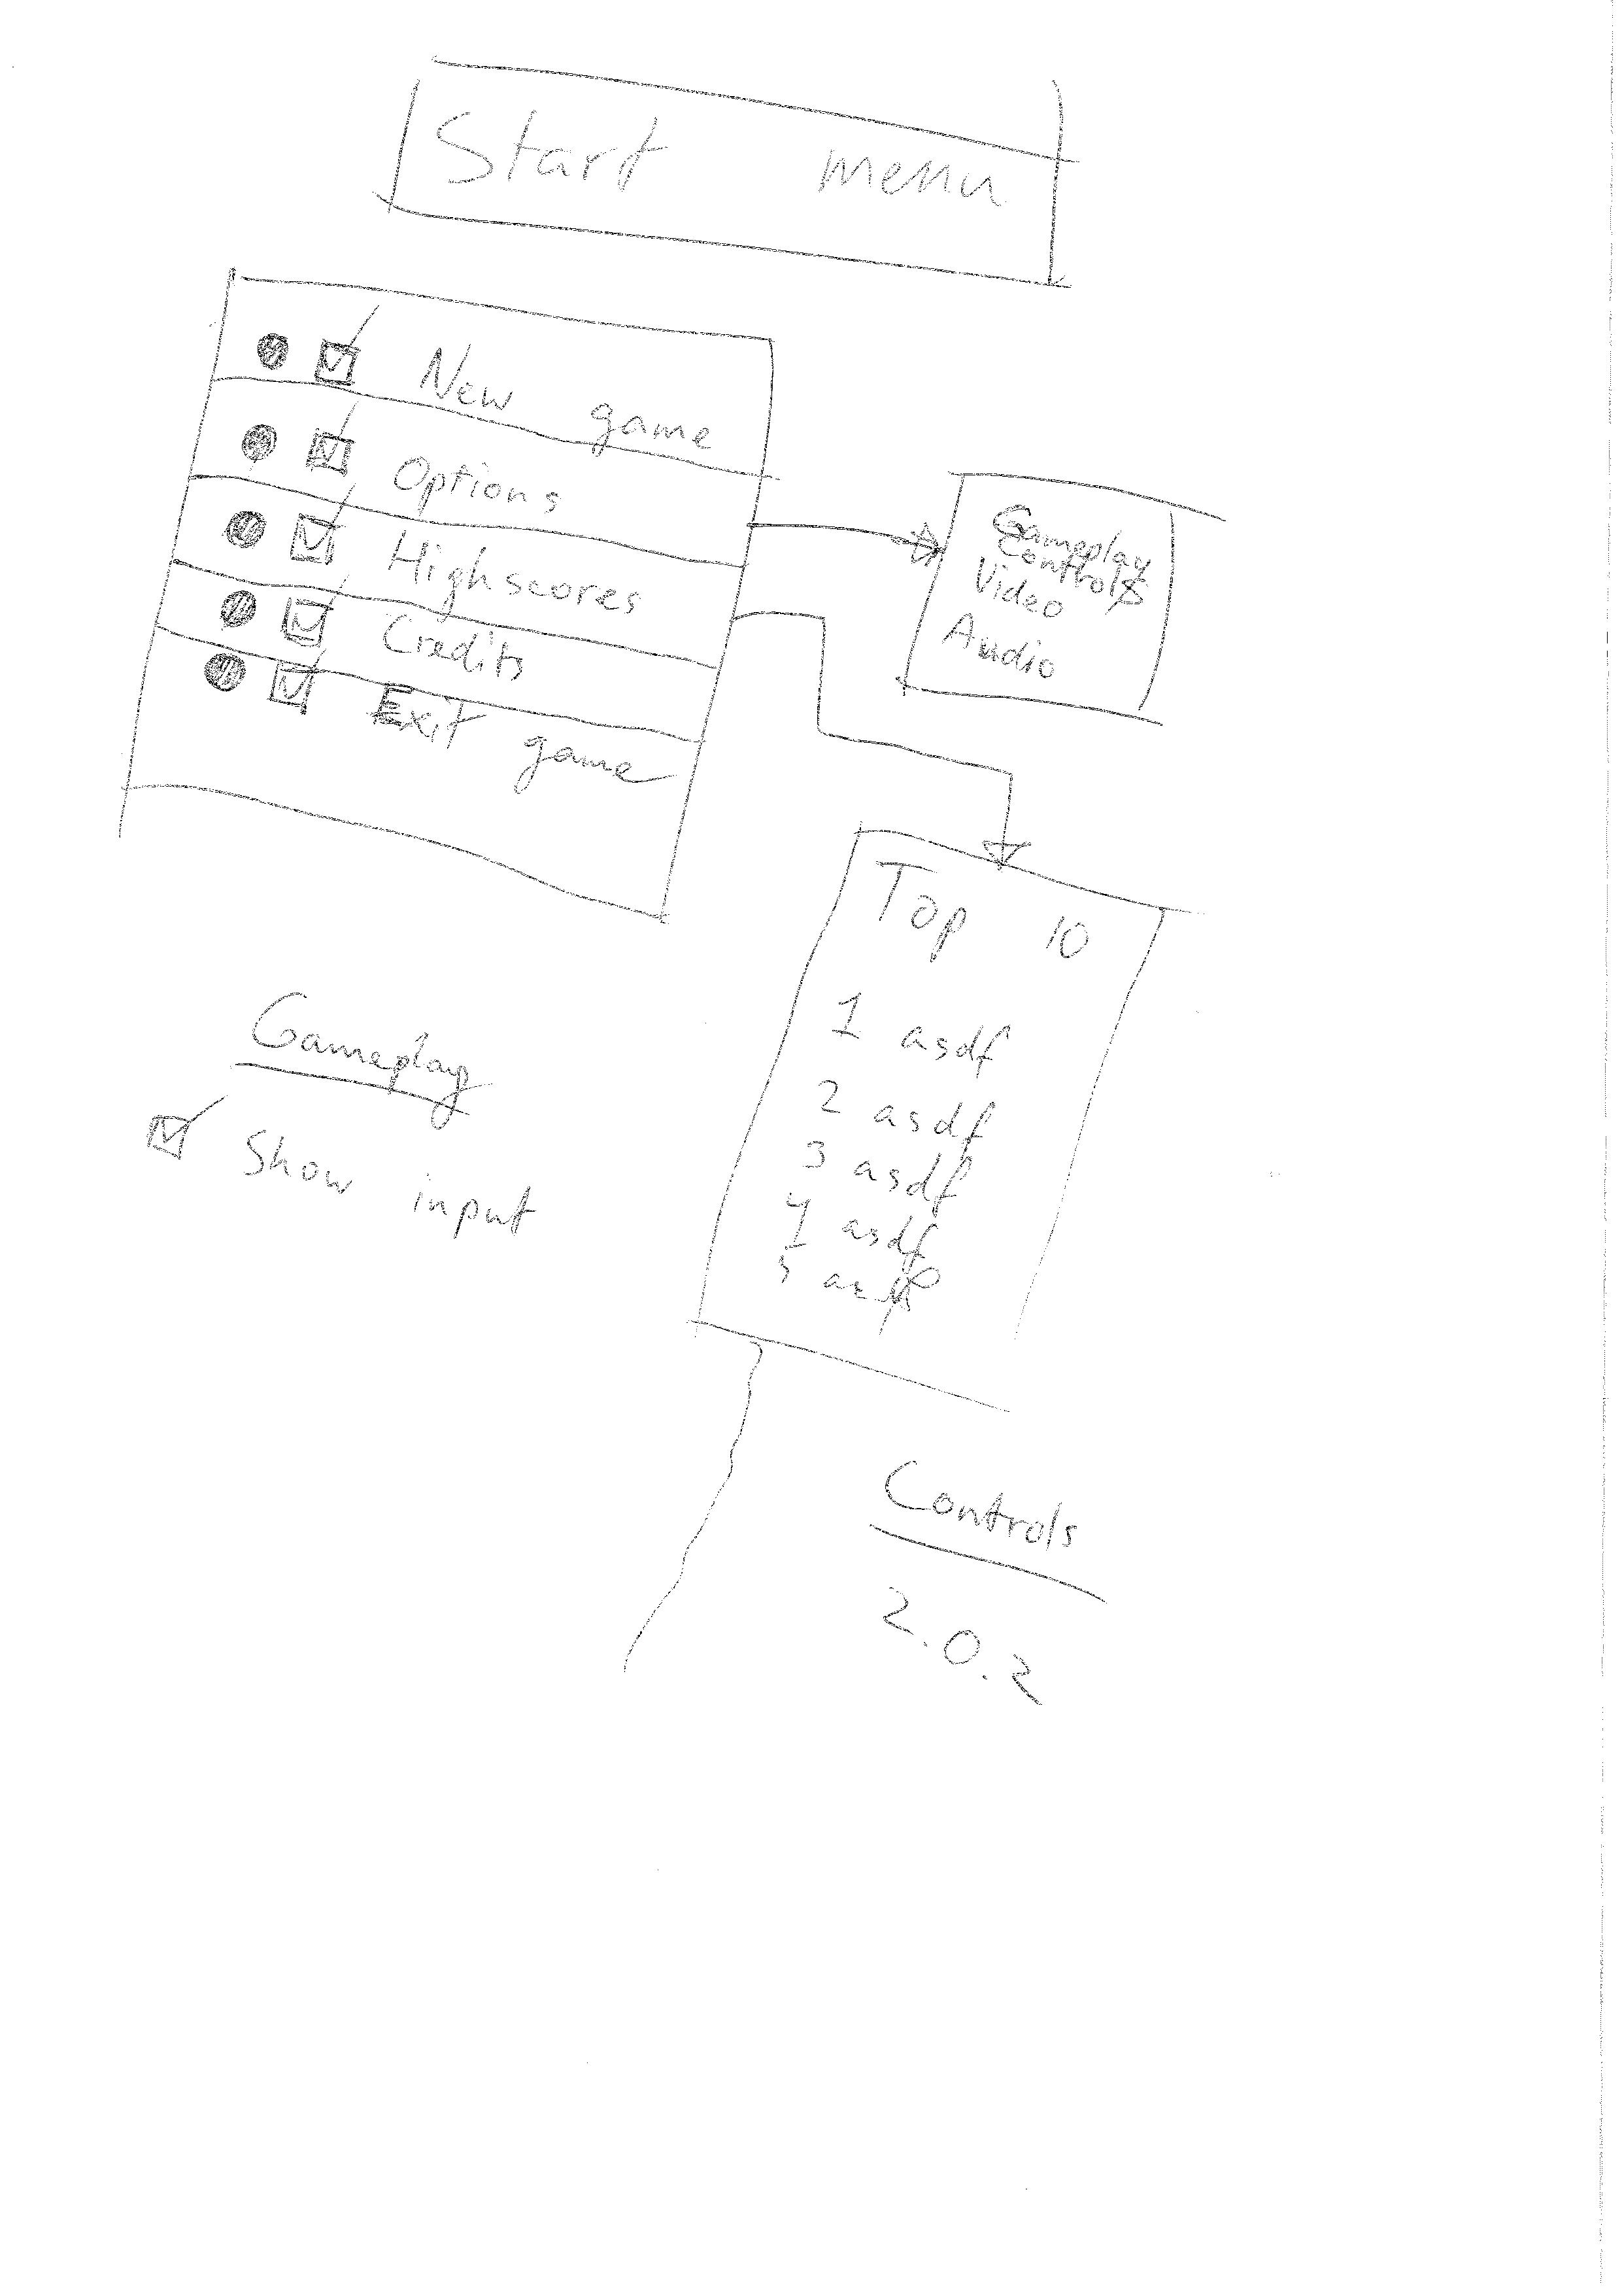 Start menu
New game
Options
Highscores
Credits
Exit game
Gameplay
Controls
Video
Audio
Top 10
1 asdf
2 asdf
3 asdf
4 asdf
5 asdf
Gameplay
Show input
Controls
2.0.2